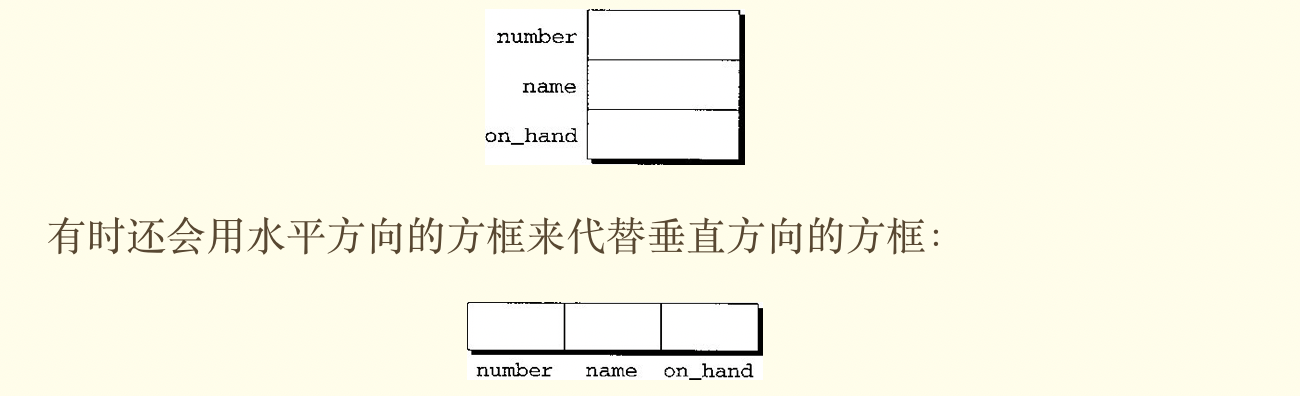 number
name
on_hand
有时还会用水平方向的方框来代替垂直方向的方框：
number name on_hand